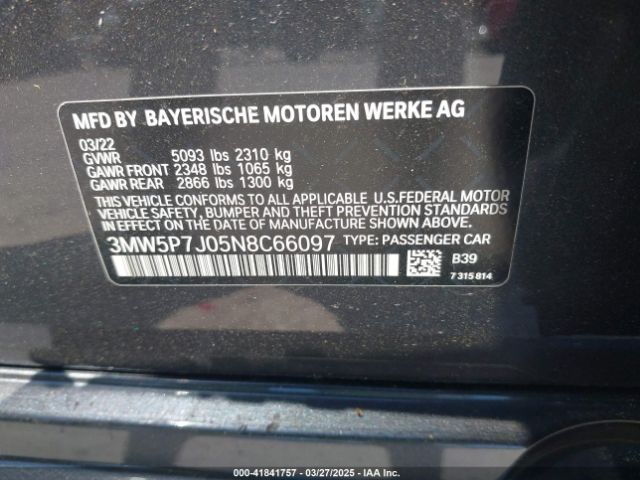 MFD BY BAYERISCHE MOTOREN WERKE AG
03/22
GVWR 5093 lbs 2310 kg
GAWR FRONT 2348 lbs 1065 kg
GAWR REAR 2866 lbs 1300 kg
THIS VEHICLE CONFORMS TO ALL APPLICABLE U.S.FEDERAL MOTOR
VEHICLE SAFETY, BUMPER AND THEFT PREVENTION STANDARDS
IN EFFECT ON THE DATE OF MANUFACTURE SHOWN ABOVE.
3MW5P7J05N8C66097 TYPE: PASSENGER CAR
B39
7 315 814
000-41841757 | 03/27/2025 | IAA Inc.